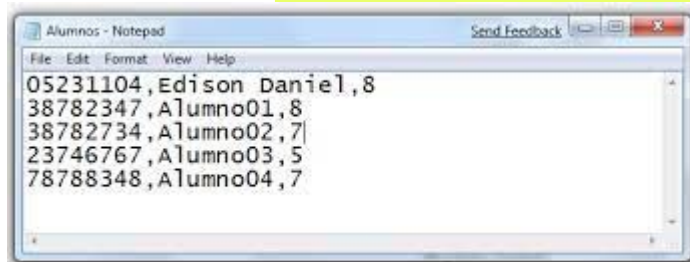 Alumnos - Notepad
Send Feedback
File Edit Format View Help
05231104,Edison Daniel,8
38782347,Alumno01,8
38782734,Alumno02,7
23746767,Alumno03,5
78788348,Alumno04,7